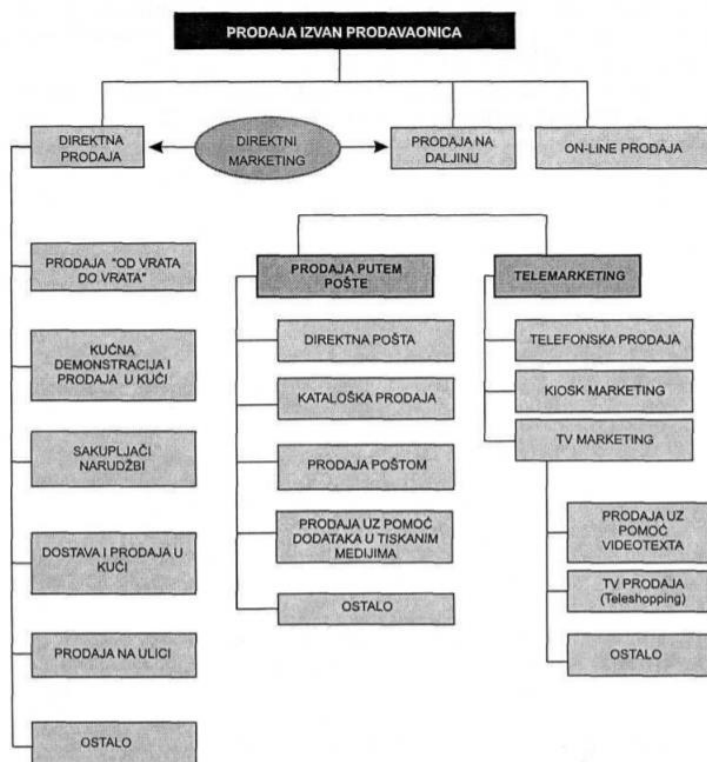 PRODAJA IZVAN PRODAVAONICA
DIREKTNA
PRODAJA
DIREKTNI
MARKETING
PRODAJA NA
DALJINU
ON-LINE PRODAJA
PRODAJA "OD VRATA
DO VRATA"
KUĆNA
DEMONSTRACIJA I
PRODAJA U KUĆI
SAKUPLJAČI
NARUDŽBI
DOSTAVA I PRODAJA U
KUĆI
PRODAJA NA ULICI
OSTALO
PRODAJA PUTEM
POŠTE
DIREKTNA POŠTA
KATALOŠKA PRODAJA
PRODAJA POŠTOM
PRODAJA UZ POMOĆ
DODATAKA U TISKANIM
MEDIJIMA
OSTALO
TELEMARKETING
TELEFONSKA PRODAJA
KIOSK MARKETING
TV MARKETING
PRODAJA UZ
POMOĆ
VIDEOTEXTA
TV PRODAJA
(Teleshopping)
OSTALO